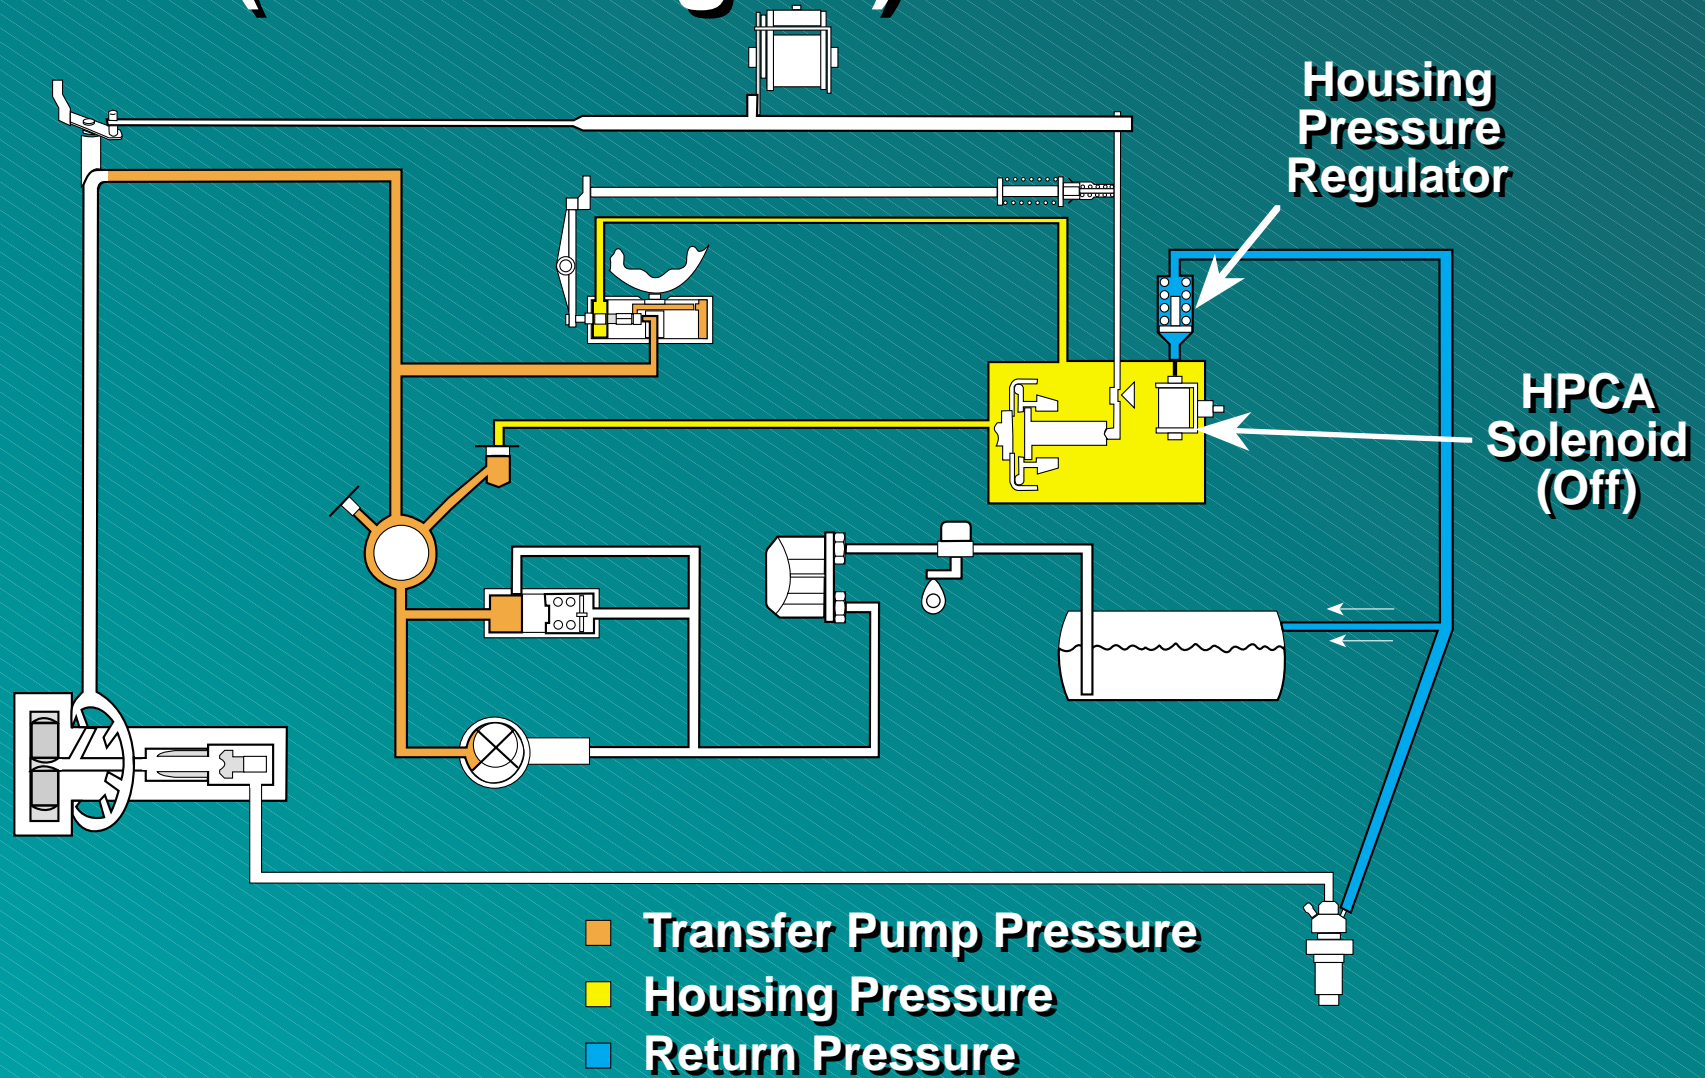 Housing
Pressure
Regulator
HPCA
Solenoid
(Off)
Transfer Pump Pressure
Housing Pressure
Return Pressure